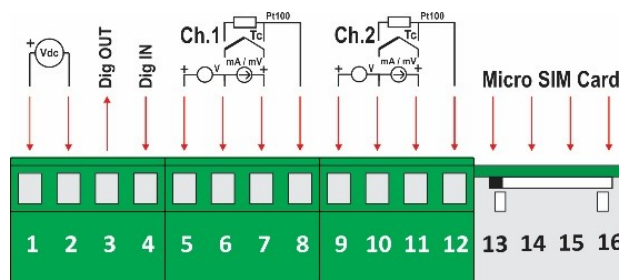 Pt100
Pt100
Ch.1
Tc
Ch.2
Tc
+
Vdc
Dig OUT
Dig IN
mA / mV
mA / mV
Micro SIM Card
+
V
+
+
V
+
1 2 3 4 5 6 7 8 9 10 11 12 13 14 15 16